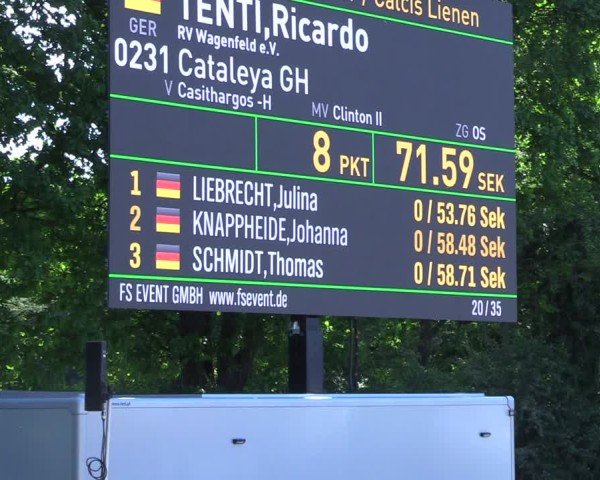 / Calcis Lienen
TENTI,Ricardo
GER RV Wagenfeld e.V.
0231 Cataleya GH
V Casithargos -H MV Clinton II ZG OS
8 PKT 71.59 SEK
1 LIEBRECHT,Julina 0 / 53.76 Sek
2 KNAPPHEIDE,Johanna 0 / 58.48 Sek
3 SCHMIDT,Thomas 0 / 58.71 Sek
FS EVENT GMBH www.fsevent.de 20/35